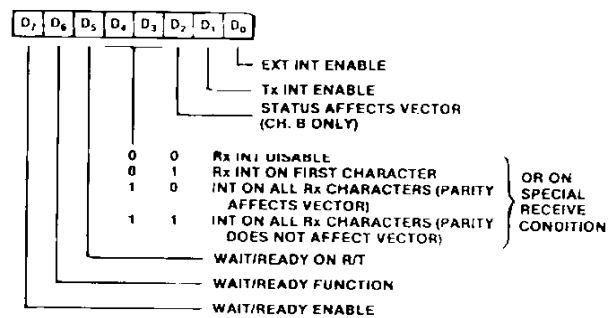 D7 D6 D5 D4 D3 D2 D1 D0
EXT INT ENABLE
Tx INT ENABLE
STATUS AFFECTS VECTOR
(CH. B ONLY)
0 0 Rx INT DISABLE
0 1 Rx INT ON FIRST CHARACTER
1 0 INT ON ALL Rx CHARACTERS (PARITY
AFFECTS VECTOR)
1 1 INT ON ALL Rx CHARACTERS (PARITY
DOES NOT AFFECT VECTOR)
OR ON
SPECIAL
RECEIVE
CONDITION
WAIT/READY ON R/T
WAIT/READY FUNCTION
WAIT/READY ENABLE